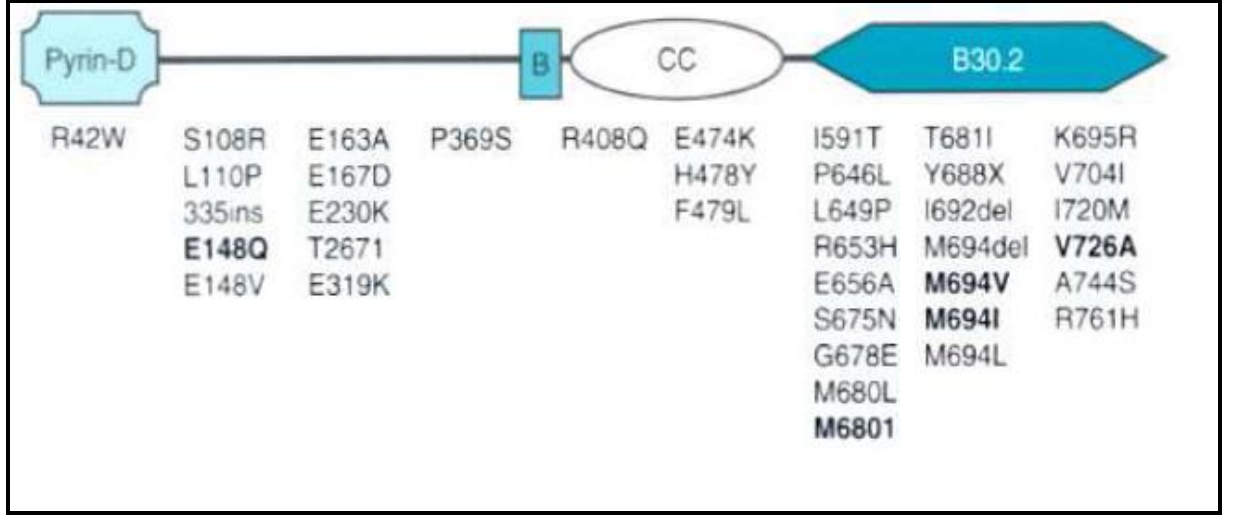 Pyrin-D B CC B30.2
R42W S108R E163A P369S R408Q E474K I591T T681I K695R
L110P E167D H478Y P646L Y688X V704I
335ins E230K F479L L649P I692del I720M
E148Q T2671 R653H M694del V726A
E148V E319K E656A M694V A744S
S675N M694I R761H
G678E M694L
M680L
M6801